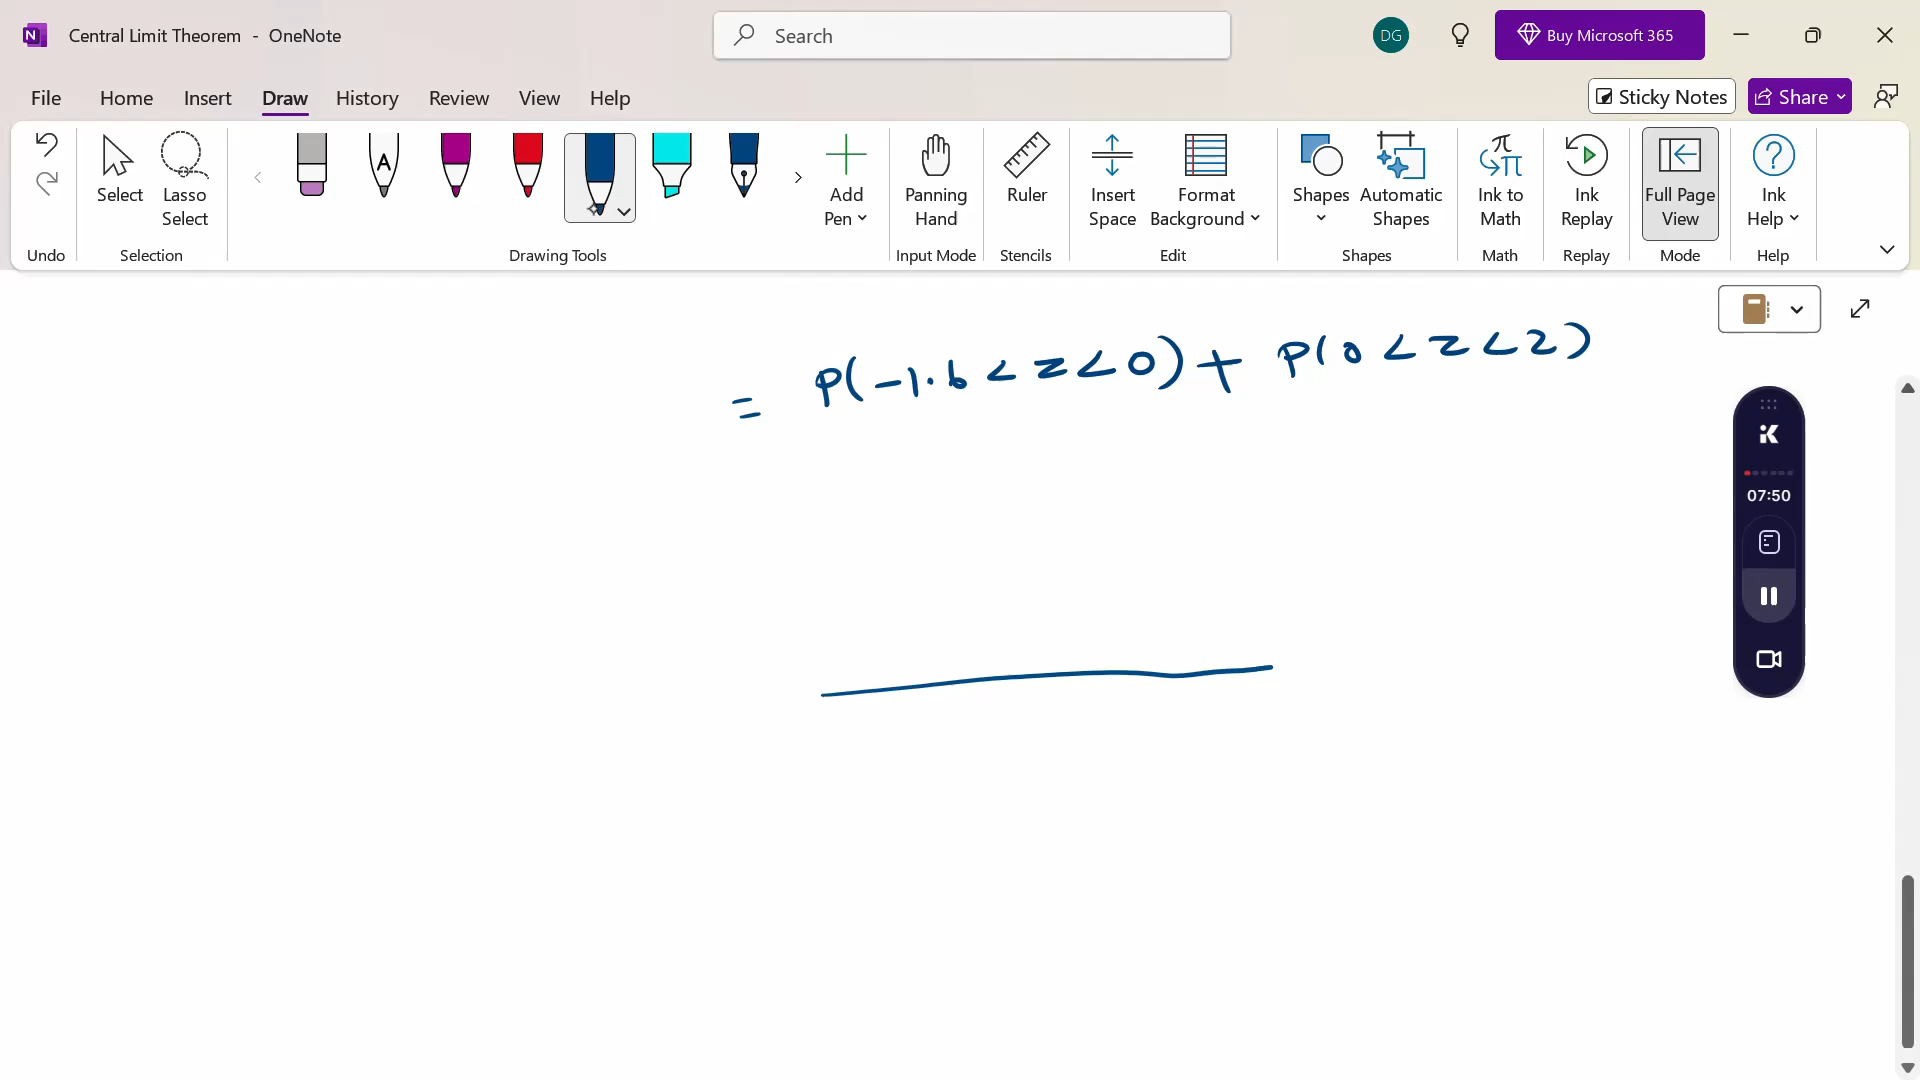 Central Limit Theorem - OneNote
Search
DG
Buy Microsoft 365
File Home Insert Draw History Review View Help
Sticky Notes
Share
A
Select
Lasso Select
Add Pen
Panning Hand
Ruler
Insert Space
Format Background
Shapes
Automatic Shapes
Ink to Math
Ink Replay
Full Page View
Ink Help
Undo
Selection
Drawing Tools
Input Mode
Stencils
Edit
Shapes
Math
Replay
Mode
Help
= P(-1.6 < z < 0) + P(0 < z < 2)
07:50